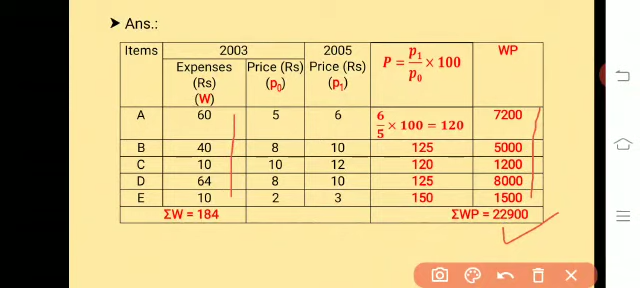 ➤ Ans.:
Items 2003 2005 P = p₁/p₀ × 100 WP
Expenses (Rs) (W) Price (Rs) (p₀) Price (Rs) (p₁)
A 60 5 6 6/5 × 100 = 120 7200
B 40 8 10 125 5000
C 10 10 12 120 1200
D 64 8 10 125 8000
E 10 2 3 150 1500
ΣW = 184 ΣWP = 22900